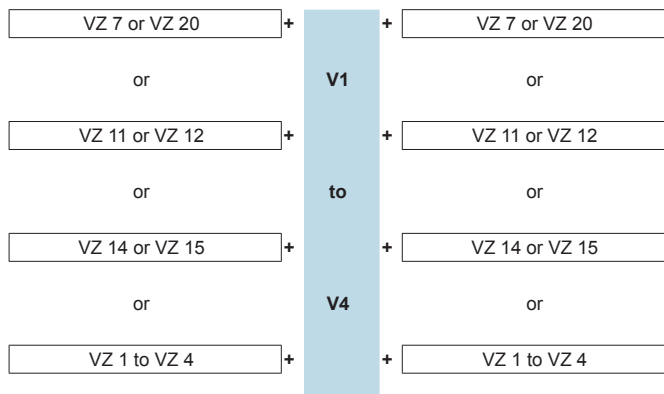 VZ 7 or VZ 20 + + VZ 7 or VZ 20
or V1 or
VZ 11 or VZ 12 + + VZ 11 or VZ 12
or to or
VZ 14 or VZ 15 + + VZ 14 or VZ 15
or V4 or
VZ 1 to VZ 4 + + VZ 1 to VZ 4